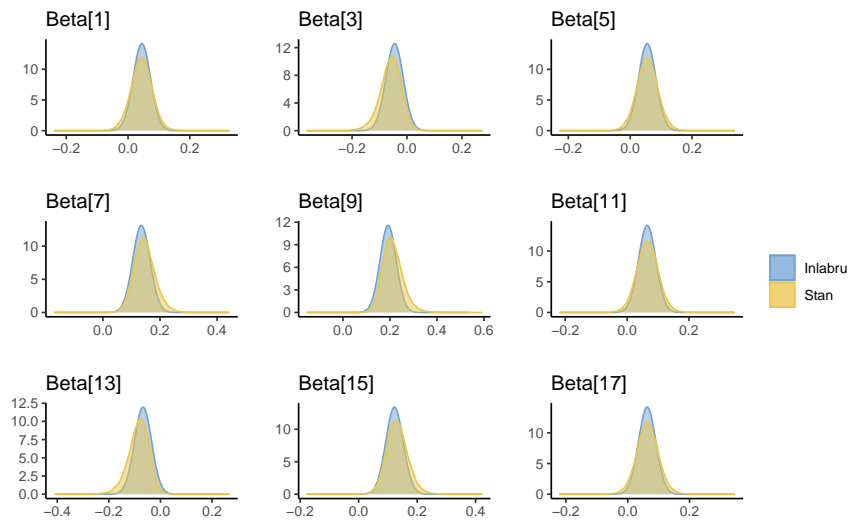 Beta[1] Beta[3] Beta[5]
10 12 10
5 8 5
0 4 0
0
−0.2 0.0 0.2 −0.2 0.0 0.2 −0.2 0.0 0.2
Beta[7] Beta[9] Beta[11]
10 12 10
5 9 5
0 6 0
3
0
0.0 0.2 0.4 0.0 0.2 0.4 0.6 −0.2 0.0 0.2
Inlabru
Stan
Beta[13] Beta[15] Beta[17]
12.5 10 10
10.0 5 5
7.5 0 0
5.0
2.5
0.0
−0.4 −0.2 0.0 0.2 −0.2 0.0 0.2 0.4 −0.2 0.0 0.2